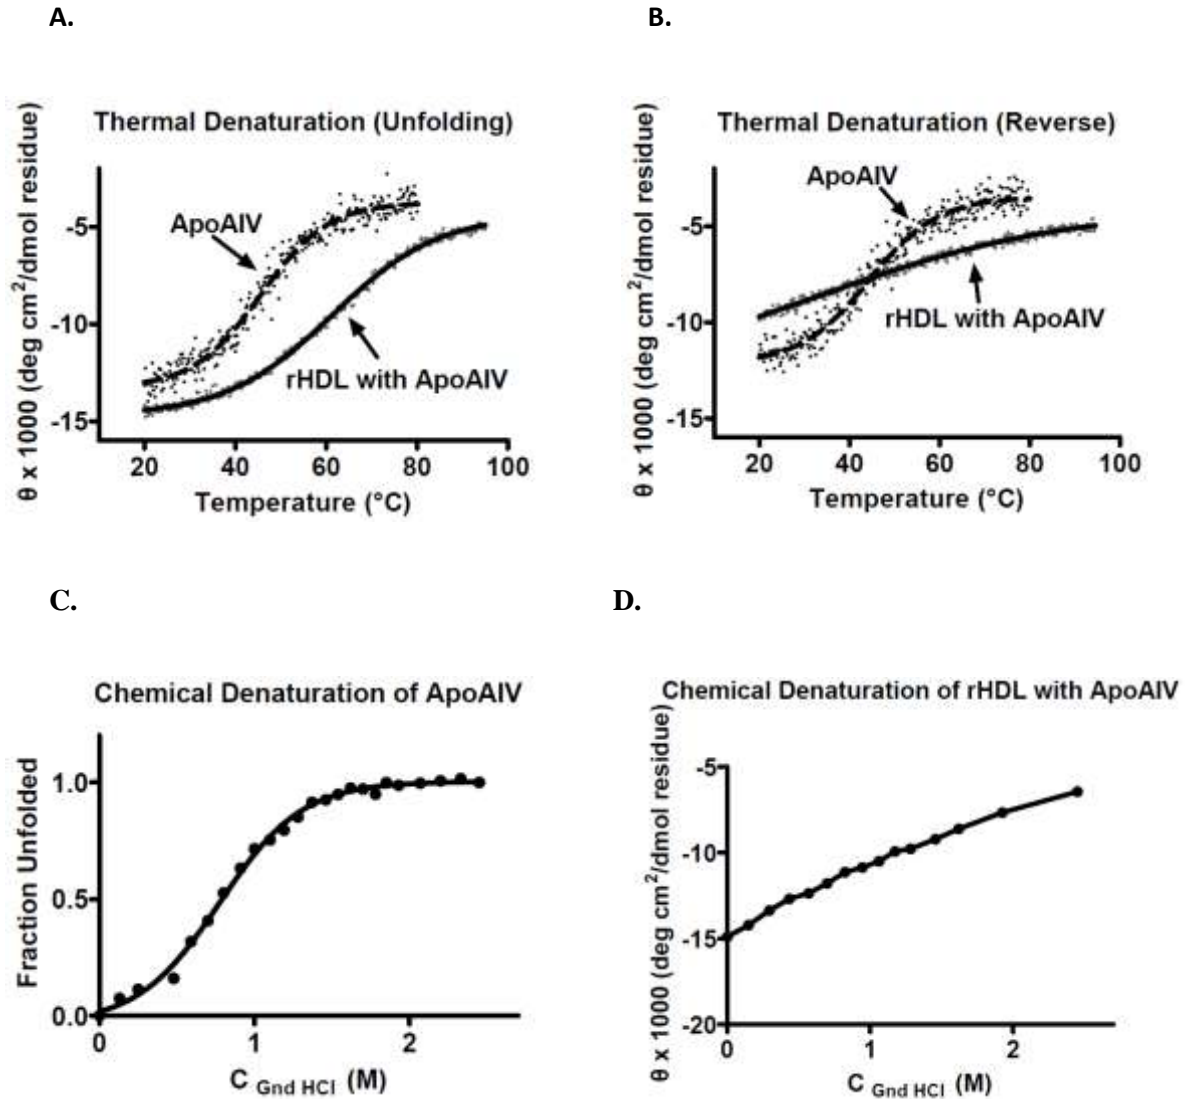 A.
B.
Thermal Denaturation (Unfolding)
θ x 1000 (deg cm²/dmol residue)
ApoAIV
rHDL with ApoAIV
-5
-10
-15
20 40 60 80 100
Temperature (°C)
Thermal Denaturation (Reverse)
θ x 1000 (deg cm²/dmol residue)
ApoAIV
rHDL with ApoAIV
-5
-10
-15
20 40 60 80 100
Temperature (°C)
C.
D.
Chemical Denaturation of ApoAIV
Fraction Unfolded
1.0
0.5
0.0
0 1 2
C Gnd HCl (M)
Chemical Denaturation of rHDL with ApoAIV
θ x 1000 (deg cm²/dmol residue)
-5
-10
-15
-20
0 1 2
C Gnd HCl (M)